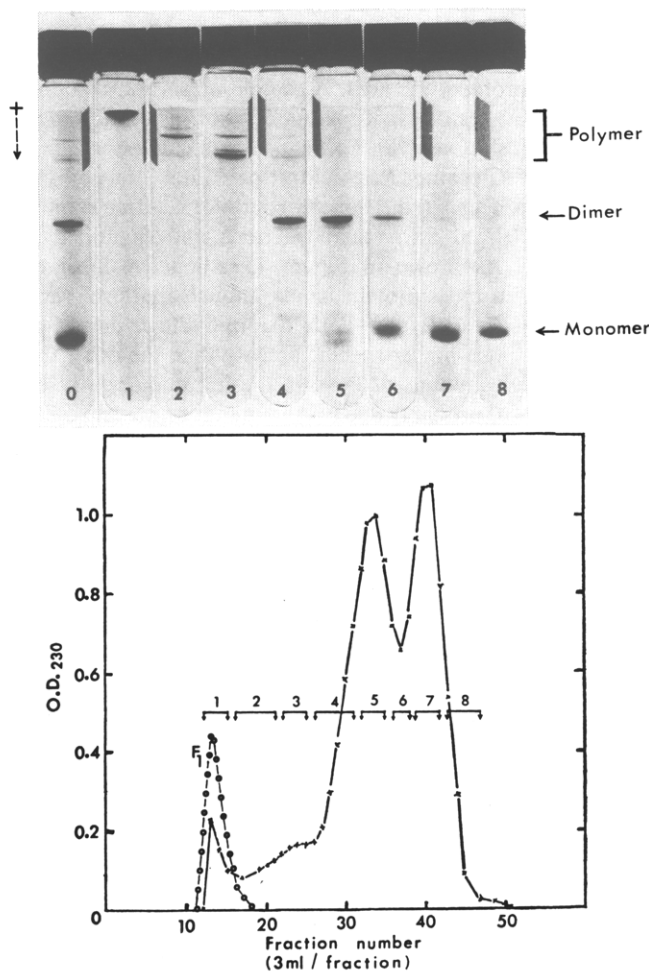 +
Polymer
Dimer
Monomer
0 1 2 3 4 5 6 7 8
O.D.230
1.0
0.8
0.6
0.4
0.2
0
F1
1 2 3 4 5 6 7 8
10 20 30 40 50
Fraction number
(3ml / fraction)